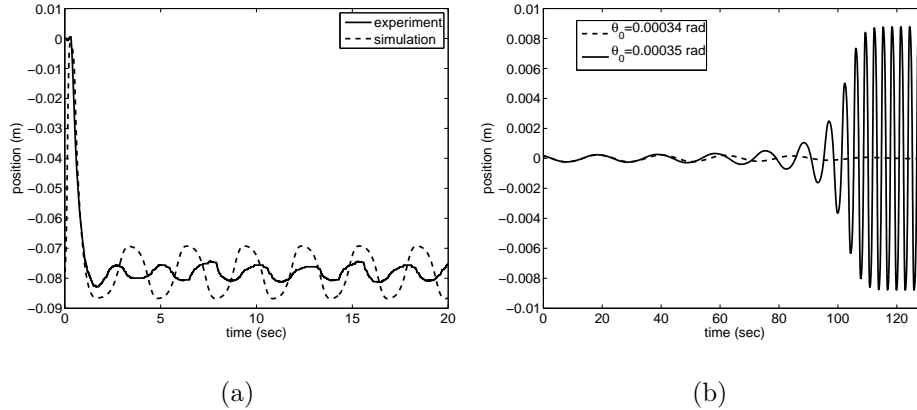 0.01
0
−0.01
−0.02
−0.03
−0.04
−0.05
−0.06
−0.07
−0.08
−0.09
position (m)
0 5 10 15 20
time (sec)
experiment
simulation
(a)
0.01
0.008
0.006
0.004
0.002
0
−0.002
−0.004
−0.006
−0.008
−0.01
position (m)
0 20 40 60 80 100 120
time (sec)
θ0=0.00034 rad
θ0=0.00035 rad
(b)